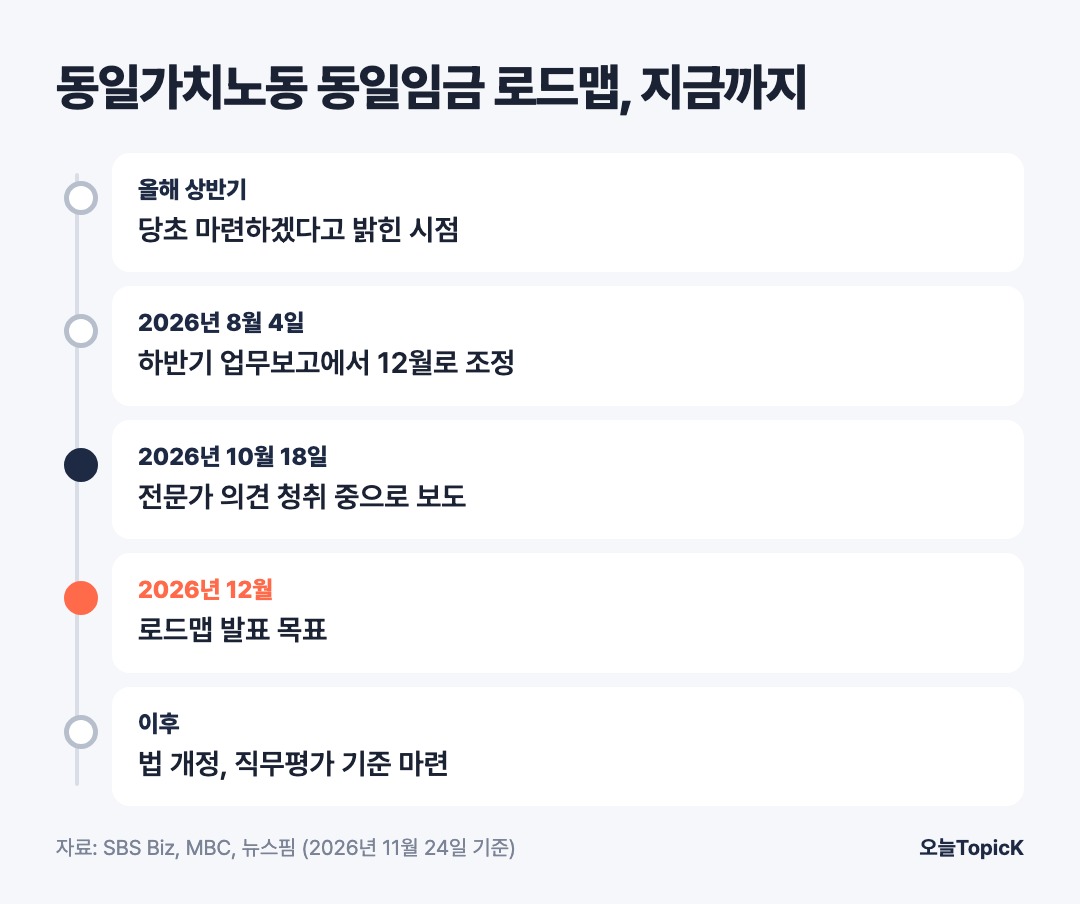 동일가치노동 동일임금 로드맵, 지금까지
올해 상반기
당초 마련하겠다고 밝힌 시점
2026년 8월 4일
하반기 업무보고에서 12월로 조정
2026년 10월 18일
전문가 의견 청취 중으로 보도
2026년 12월
로드맵 발표 목표
이후
법 개정, 직무평가 기준 마련
자료: SBS Biz, MBC, 뉴스핌 (2026년 11월 24일 기준)
오늘TopicK